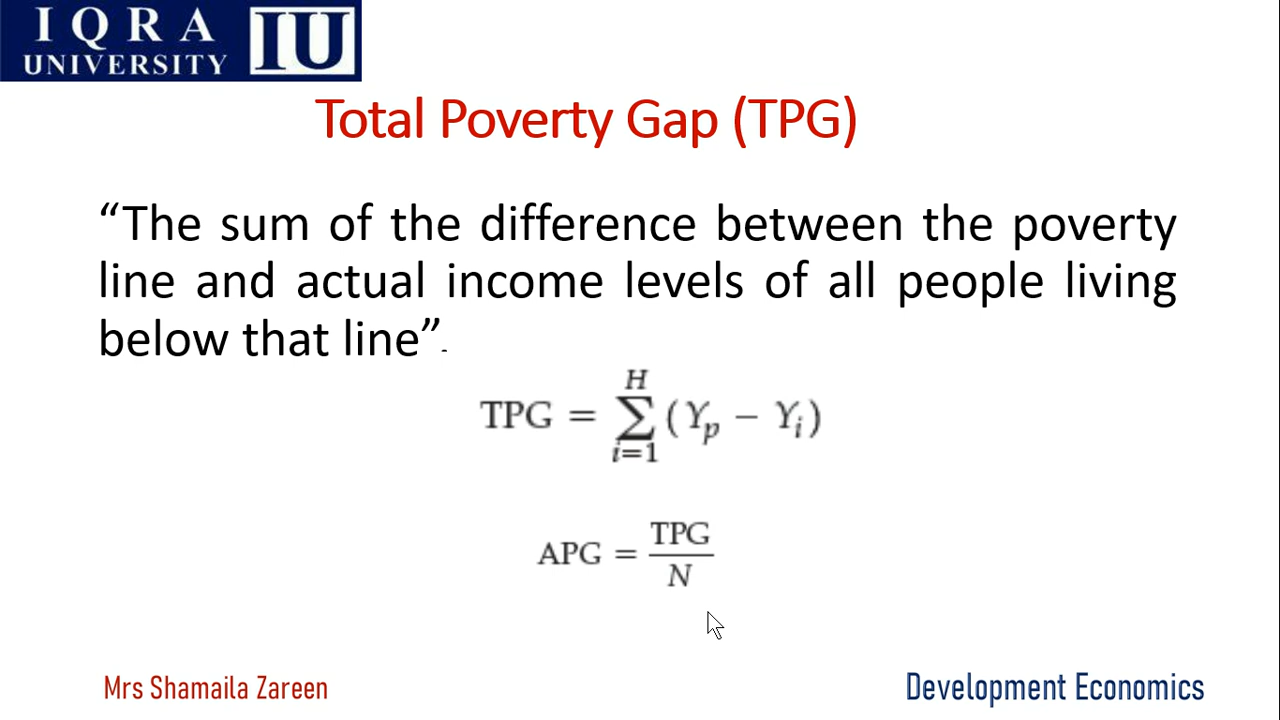 IQRA
UNIVERSITY
IU
Total Poverty Gap (TPG)
“The sum of the difference between the poverty
line and actual income levels of all people living
below that line”.
TPG = \sum_{i=1}^{H} (Y_p − Y_i)
APG = \frac{TPG}{N}
Mrs Shamaila Zareen
Development Economics